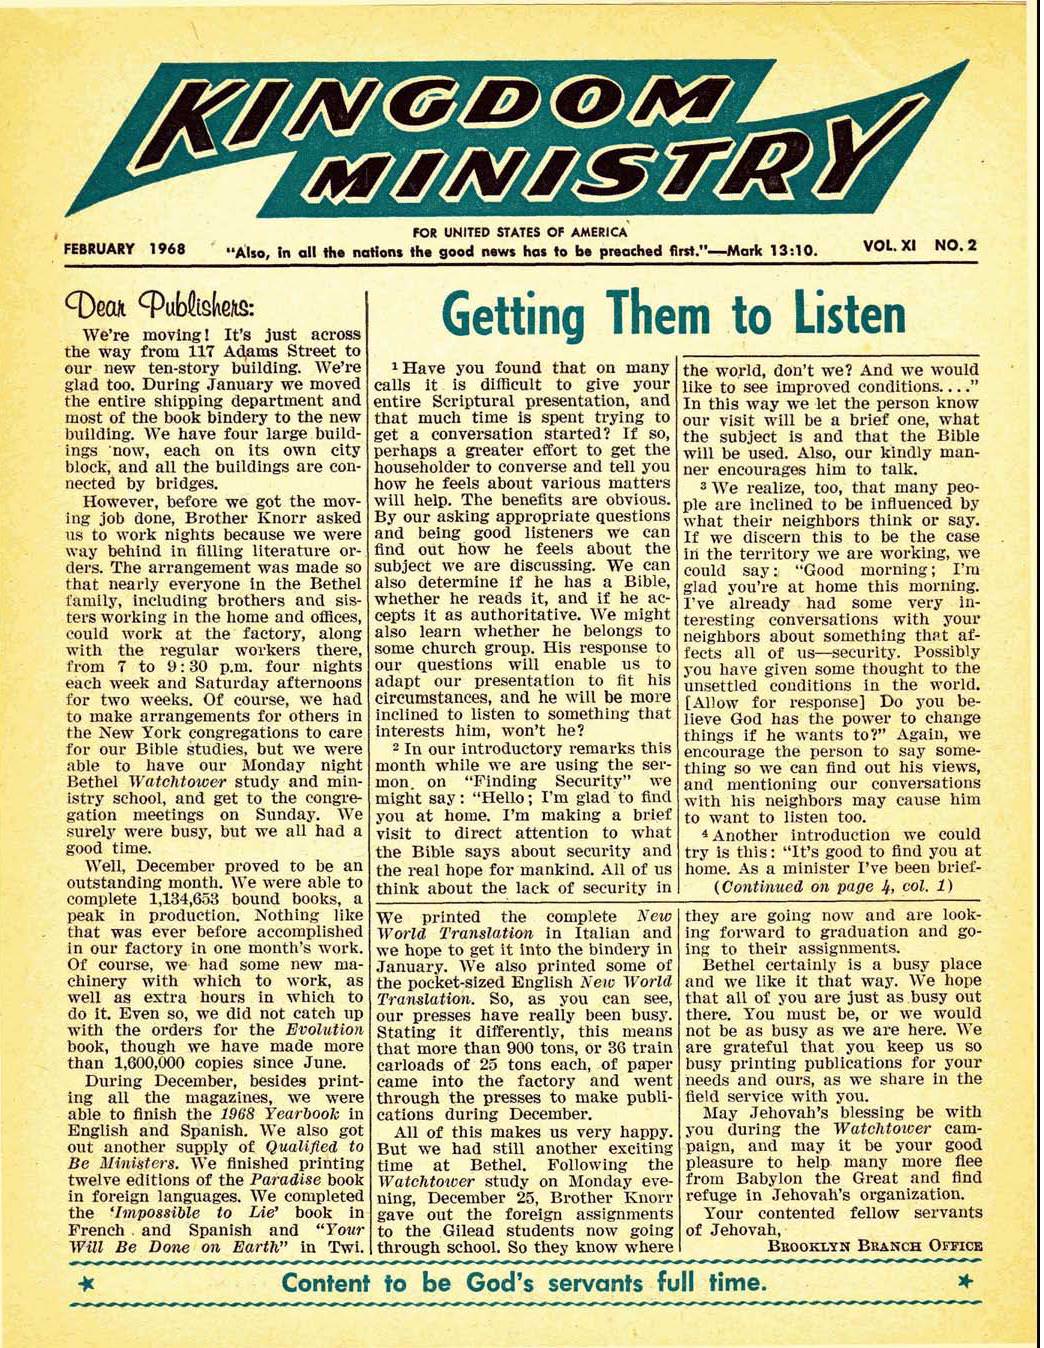 KINGDOM
MINISTRY
FOR UNITED STATES OF AMERICA
FEBRUARY 1968 "Also, in all the nations the good news has to be preached first."—Mark 13:10. VOL. XI NO. 2
Dear Publishers:
We're moving! It's just across
the way from 117 Adams Street to
our new ten-story building. We're
glad too. During January we moved
the entire shipping department and
most of the book bindery to the new
building. We have four large build-
ings now, each on its own city
block, and all the buildings are con-
nected by bridges.
However, before we got the mov-
ing job done, Brother Knorr asked
us to work nights because we were
way behind in filling literature or-
ders. The arrangement was made so
that nearly everyone in the Bethel
family, including brothers and sis-
ters working in the home and offices,
could work at the factory, along
with the regular workers there,
from 7 to 9:30 p.m. four nights
each week and Saturday afternoons
for two weeks. Of course, we had
to make arrangements for others in
the New York congregations to care
for our Bible studies, but we were
able to have our Monday night
Bethel Watchtower study and min-
istry school, and get to the congre-
gation meetings on Sunday. We
surely were busy, but we all had a
good time.
Well, December proved to be an
outstanding month. We were able to
complete 1,134,653 bound books, a
peak in production. Nothing like
that was ever before accomplished
in our factory in one month's work.
Of course, we had some new ma-
chinery with which to work, as
well as extra hours in which to
do it. Even so, we did not catch up
with the orders for the Evolution
book, though we have made more
than 1,600,000 copies since June.
During December, besides print-
ing all the magazines, we were
able to finish the 1968 Yearbook in
English and Spanish. We also got
out another supply of Qualified to
Be Ministers. We finished printing
twelve editions of the Paradise book
in foreign languages. We completed
the 'Impossible to Lie' book in
French and Spanish and "Your
Will Be Done on Earth" in Twi.
We printed the complete New
World Translation in Italian and
we hope to get it into the bindery in
January. We also printed some of
the pocket-sized English New World
Translation. So, as you can see,
our presses have really been busy.
Stating it differently, this means
that more than 900 tons, or 36 train
carloads of 25 tons each, of paper
came into the factory and went
through the presses to make publi-
cations during December.
All of this makes us very happy.
But we had still another exciting
time at Bethel. Following the
Watchtower study on Monday eve-
ning, December 25, Brother Knorr
gave out the foreign assignments
to the Gilead students now going
through school. So they know where
they are going now and are look-
ing forward to graduation and go-
ing to their assignments.
Bethel certainly is a busy place
and we like it that way. We hope
that all of you are just as busy out
there. You must be, or we would
not be as busy as we are here. We
are grateful that you keep us so
busy printing publications for your
needs and ours, as we share in the
field service with you.
May Jehovah's blessing be with
you during the Watchtower cam-
paign, and may it be your good
pleasure to help many more flee
from Babylon the Great and find
refuge in Jehovah's organization.
Your contented fellow servants
of Jehovah,
BROOKLYN BRANCH OFFICE
Getting Them to Listen
1 Have you found that on many
calls it is difficult to give your
entire Scriptural presentation, and
that much time is spent trying to
get a conversation started? If so,
perhaps a greater effort to get the
householder to converse and tell you
how he feels about various matters
will help. The benefits are obvious.
By our asking appropriate questions
and being good listeners we can
find out how he feels about the
subject we are discussing. We can
also determine if he has a Bible,
whether he reads it, and if he ac-
cepts it as authoritative. We might
also learn whether he belongs to
some church group. His response to
our questions will enable us to
adapt our presentation to fit his
circumstances, and he will be more
inclined to listen to something that
interests him, won't he?
2 In our introductory remarks this
month while we are using the ser-
mon on "Finding Security" we
might say: "Hello; I'm glad to find
you at home. I'm making a brief
visit to direct attention to what
the Bible says about security and
the real hope for mankind. All of us
think about the lack of security in
the world, don't we? And we would
like to see improved conditions. . . ."
In this way we let the person know
our visit will be a brief one, what
the subject is and that the Bible
will be used. Also, our kindly man-
ner encourages him to talk.
3 We realize, too, that many peo-
ple are inclined to be influenced by
what their neighbors think or say.
If we discern this to be the case
in the territory we are working, we
could say: "Good morning; I'm
glad you're at home this morning.
I've already had some very in-
teresting conversations with your
neighbors about something that af-
fects all of us—security. Possibly
you have given some thought to the
unsettled conditions in the world.
[Allow for response] Do you be-
lieve God has the power to change
things if he wants to?" Again, we
encourage the person to say some-
thing so we can find out his views,
and mentioning our conversations
with his neighbors may cause him
to want to listen too.
4 Another introduction we could
try is this: "It's good to find you at
home. As a minister I've been brief-
(Continued on page 4, col. 1)
* Content to be God's servants full time. *